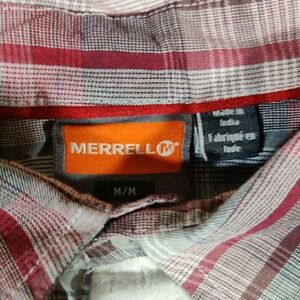 MERRELL M
M/M
Made in
India
Fabriqué en
Inde